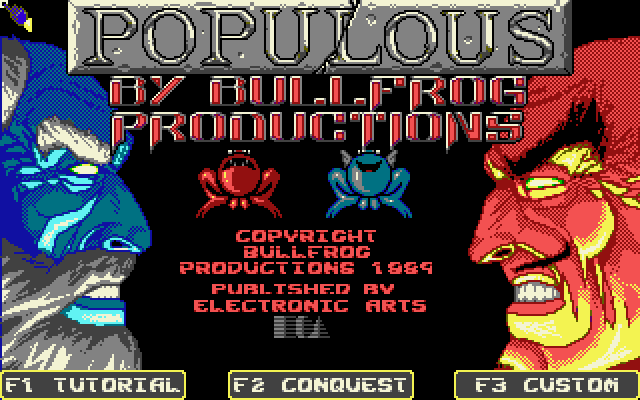 POPULOUS
BY BULLFROG
PRODUCTIONS
COPYRIGHT
BULLFROG
PRODUCTIONS 1989
PUBLISHED BY
ELECTRONIC ARTS
F1 TUTORIAL
F2 CONQUEST
F3 CUSTOM